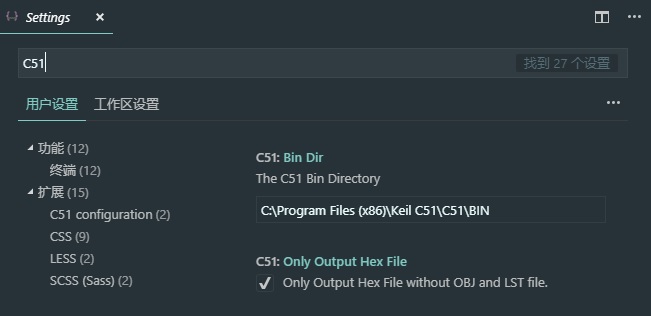 Settings
C51
找到 27 个设置
用户设置 工作区设置
功能 (12)
终端 (12)
扩展 (15)
C51 configuration (2)
CSS (9)
LESS (2)
SCSS (Sass) (2)
C51: Bin Dir
The C51 Bin Directory
C:\Program Files (x86)\Keil C51\C51\BIN
C51: Only Output Hex File
Only Output Hex File without OBJ and LST file.